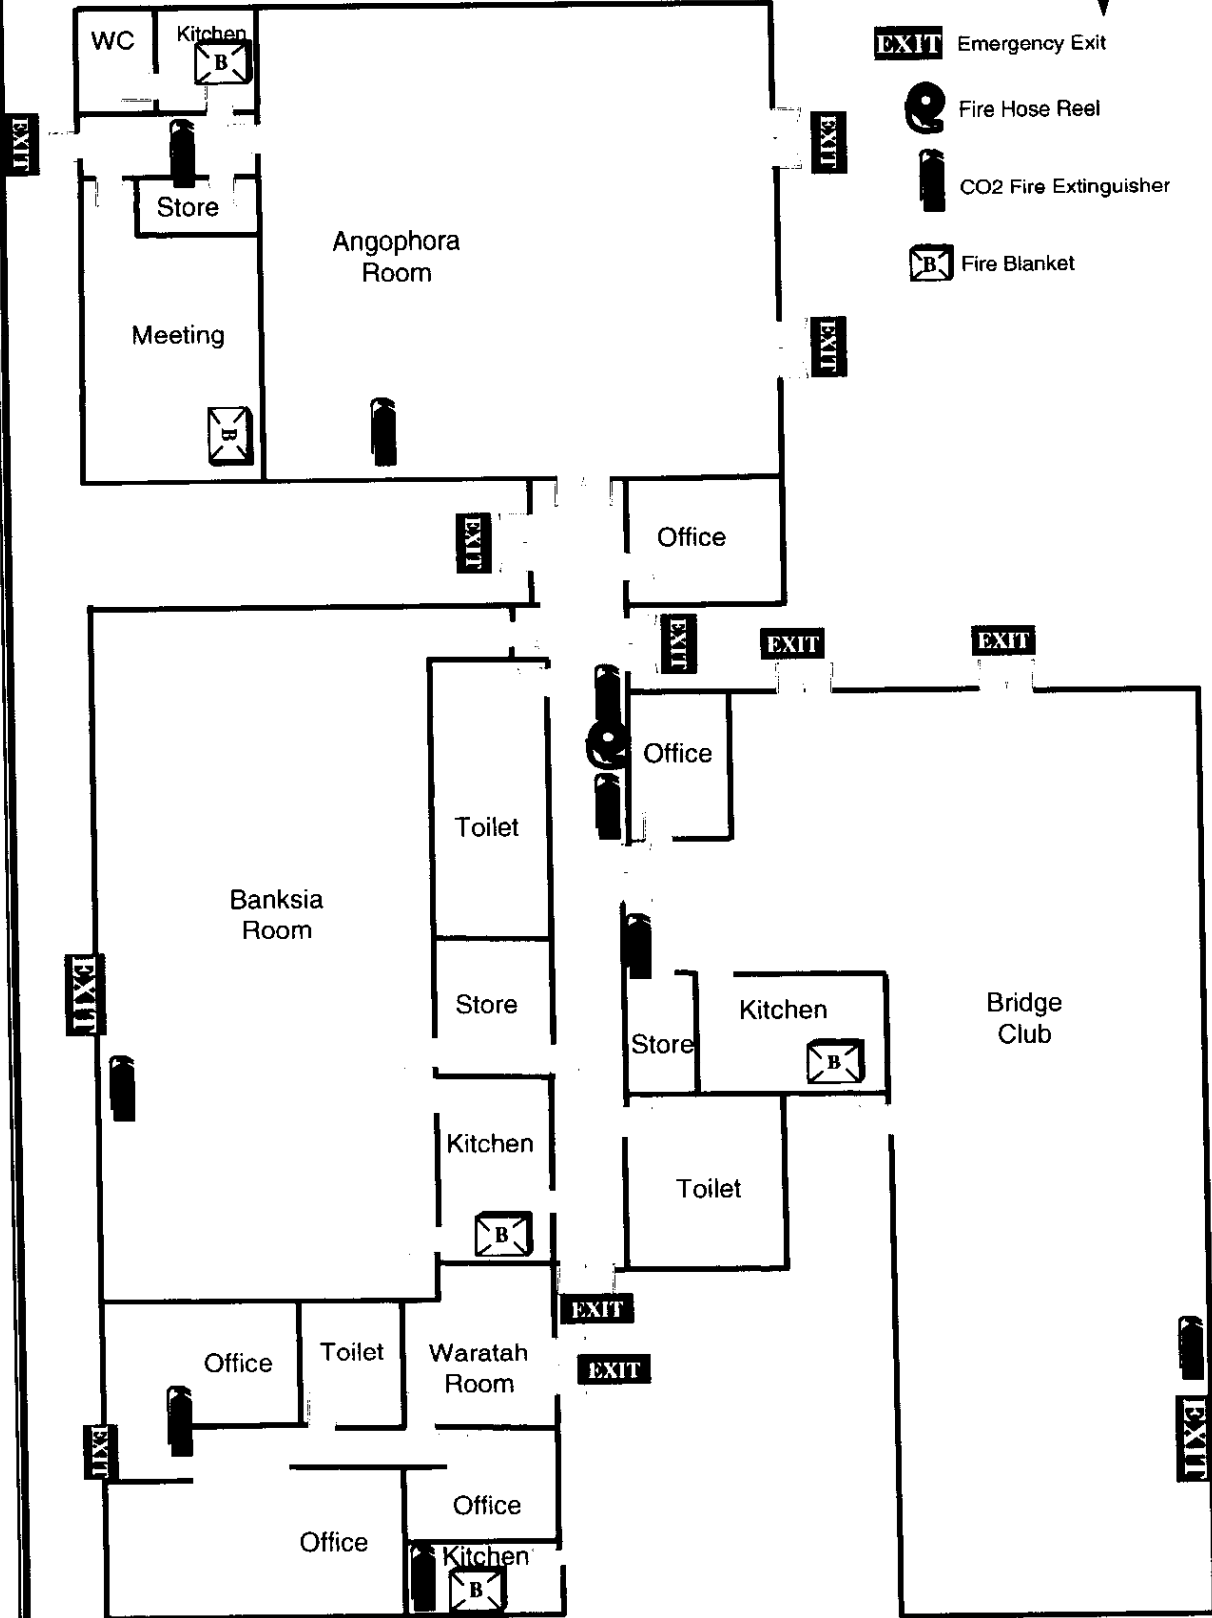 WC
Kitchen
B
EXIT
Store
EXIT
Angophora
Room
Meeting
B
EXIT
EXIT Emergency Exit
Fire Hose Reel
CO2 Fire Extinguisher
B Fire Blanket
EXIT
Office
EXIT
EXIT
EXIT
Office
Toilet
Banksia
Room
EXIT
Store
Store
Kitchen
B
Bridge
Club
Kitchen
B
Toilet
EXIT
EXIT
Office
Toilet
Waratah
Room
EXIT
EXIT
Office
Office
Kitchen
B